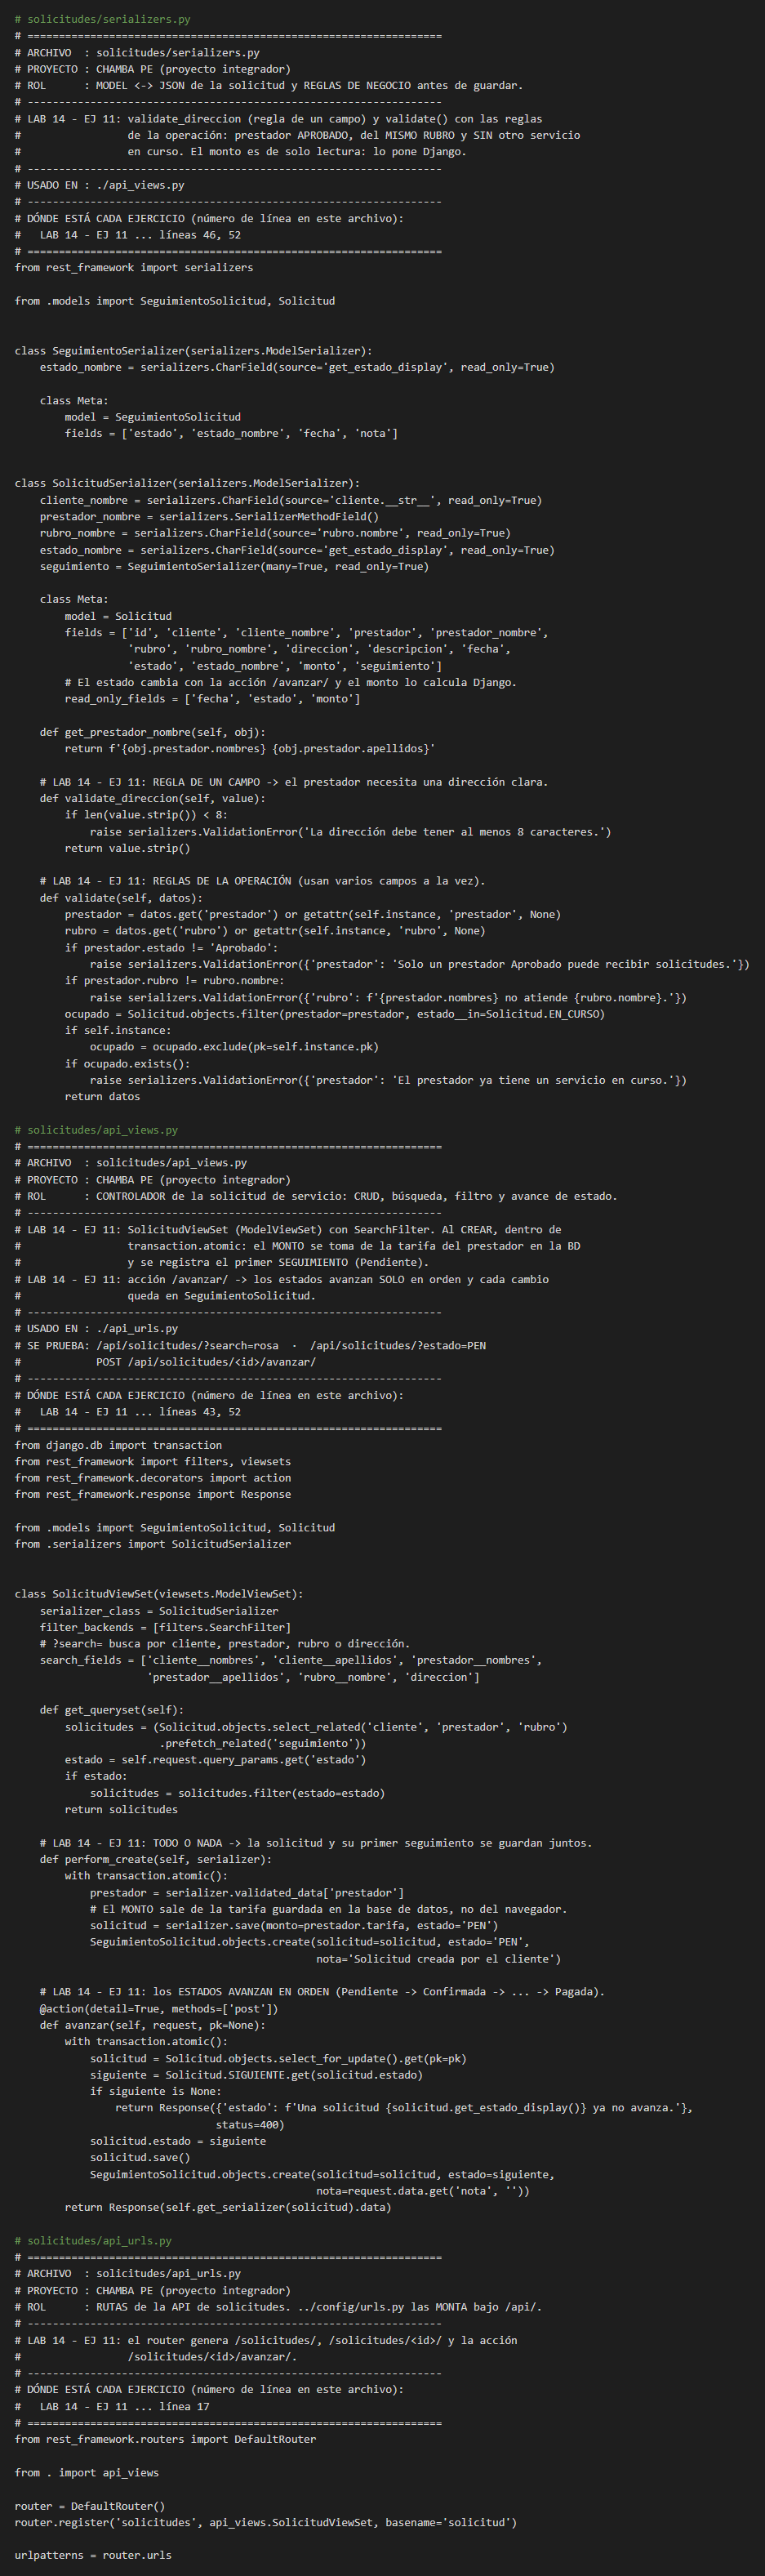 # solicitudes/serializers.py
# ==================================================================
# ARCHIVO  : solicitudes/serializers.py
# PROYECTO : CHAMBA PE (proyecto integrador)
# ROL      : MODEL <-> JSON de la solicitud y REGLAS DE NEGOCIO antes de guardar.
# ------------------------------------------------------------------
# LAB 14 - EJ 11: validate_direccion (regla de un campo) y validate() con las reglas
#                 de la operación: prestador APROBADO, del MISMO RUBRO y SIN otro servicio
#                 en curso. El monto es de solo lectura: lo pone Django.
# ------------------------------------------------------------------
# USADO EN : ./api_views.py
# ------------------------------------------------------------------
# DÓNDE ESTÁ CADA EJERCICIO (número de línea en este archivo):
#   LAB 14 - EJ 11 ... líneas 46, 52
# ==================================================================
from rest_framework import serializers

from .models import SeguimientoSolicitud, Solicitud


class SeguimientoSerializer(serializers.ModelSerializer):
    estado_nombre = serializers.CharField(source='get_estado_display', read_only=True)

    class Meta:
        model = SeguimientoSolicitud
        fields = ['estado', 'estado_nombre', 'fecha', 'nota']


class SolicitudSerializer(serializers.ModelSerializer):
    cliente_nombre = serializers.CharField(source='cliente.__str__', read_only=True)
    prestador_nombre = serializers.SerializerMethodField()
    rubro_nombre = serializers.CharField(source='rubro.nombre', read_only=True)
    estado_nombre = serializers.CharField(source='get_estado_display', read_only=True)
    seguimiento = SeguimientoSerializer(many=True, read_only=True)

    class Meta:
        model = Solicitud
        fields = ['id', 'cliente', 'cliente_nombre', 'prestador', 'prestador_nombre',
                  'rubro', 'rubro_nombre', 'direccion', 'descripcion', 'fecha',
                  'estado', 'estado_nombre', 'monto', 'seguimiento']
        # El estado cambia con la acción /avanzar/ y el monto lo calcula Django.
        read_only_fields = ['fecha', 'estado', 'monto']

    def get_prestador_nombre(self, obj):
        return f'{obj.prestador.nombres} {obj.prestador.apellidos}'

    # LAB 14 - EJ 11: REGLA DE UN CAMPO -> el prestador necesita una dirección clara.
    def validate_direccion(self, value):
        if len(value.strip()) < 8:
            raise serializers.ValidationError('La dirección debe tener al menos 8 caracteres.')
        return value.strip()

    # LAB 14 - EJ 11: REGLAS DE LA OPERACIÓN (usan varios campos a la vez).
    def validate(self, datos):
        prestador = datos.get('prestador') or getattr(self.instance, 'prestador', None)
        rubro = datos.get('rubro') or getattr(self.instance, 'rubro', None)
        if prestador.estado != 'Aprobado':
            raise serializers.ValidationError({'prestador': 'Solo un prestador Aprobado puede recibir solicitudes.'})
        if prestador.rubro != rubro.nombre:
            raise serializers.ValidationError({'rubro': f'{prestador.nombres} no atiende {rubro.nombre}.'})
        ocupado = Solicitud.objects.filter(prestador=prestador, estado__in=Solicitud.EN_CURSO)
        if self.instance:
            ocupado = ocupado.exclude(pk=self.instance.pk)
        if ocupado.exists():
            raise serializers.ValidationError({'prestador': 'El prestador ya tiene un servicio en curso.'})
        return datos

# solicitudes/api_views.py
# ==================================================================
# ARCHIVO  : solicitudes/api_views.py
# PROYECTO : CHAMBA PE (proyecto integrador)
# ROL      : CONTROLADOR de la solicitud de servicio: CRUD, búsqueda, filtro y avance de estado.
# ------------------------------------------------------------------
# LAB 14 - EJ 11: SolicitudViewSet (ModelViewSet) con SearchFilter. Al CREAR, dentro de
#                 transaction.atomic: el MONTO se toma de la tarifa del prestador en la BD
#                 y se registra el primer SEGUIMIENTO (Pendiente).
# LAB 14 - EJ 11: acción /avanzar/ -> los estados avanzan SOLO en orden y cada cambio
#                 queda en SeguimientoSolicitud.
# ------------------------------------------------------------------
# USADO EN : ./api_urls.py
# SE PRUEBA: /api/solicitudes/?search=rosa  ·  /api/solicitudes/?estado=PEN
#            POST /api/solicitudes/<id>/avanzar/
# ------------------------------------------------------------------
# DÓNDE ESTÁ CADA EJERCICIO (número de línea en este archivo):
#   LAB 14 - EJ 11 ... líneas 43, 52
# ==================================================================
from django.db import transaction
from rest_framework import filters, viewsets
from rest_framework.decorators import action
from rest_framework.response import Response

from .models import SeguimientoSolicitud, Solicitud
from .serializers import SolicitudSerializer


class SolicitudViewSet(viewsets.ModelViewSet):
    serializer_class = SolicitudSerializer
    filter_backends = [filters.SearchFilter]
    # ?search= busca por cliente, prestador, rubro o dirección.
    search_fields = ['cliente__nombres', 'cliente__apellidos', 'prestador__nombres',
                     'prestador__apellidos', 'rubro__nombre', 'direccion']

    def get_queryset(self):
        solicitudes = (Solicitud.objects.select_related('cliente', 'prestador', 'rubro')
                       .prefetch_related('seguimiento'))
        estado = self.request.query_params.get('estado')
        if estado:
            solicitudes = solicitudes.filter(estado=estado)
        return solicitudes

    # LAB 14 - EJ 11: TODO O NADA -> la solicitud y su primer seguimiento se guardan juntos.
    def perform_create(self, serializer):
        with transaction.atomic():
            prestador = serializer.validated_data['prestador']
            # El MONTO sale de la tarifa guardada en la base de datos, no del navegador.
            solicitud = serializer.save(monto=prestador.tarifa, estado='PEN')
            SeguimientoSolicitud.objects.create(solicitud=solicitud, estado='PEN',
                                                nota='Solicitud creada por el cliente')

    # LAB 14 - EJ 11: los ESTADOS AVANZAN EN ORDEN (Pendiente -> Confirmada -> ... -> Pagada).
    @action(detail=True, methods=['post'])
    def avanzar(self, request, pk=None):
        with transaction.atomic():
            solicitud = Solicitud.objects.select_for_update().get(pk=pk)
            siguiente = Solicitud.SIGUIENTE.get(solicitud.estado)
            if siguiente is None:
                return Response({'estado': f'Una solicitud {solicitud.get_estado_display()} ya no avanza.'},
                                status=400)
            solicitud.estado = siguiente
            solicitud.save()
            SeguimientoSolicitud.objects.create(solicitud=solicitud, estado=siguiente,
                                                nota=request.data.get('nota', ''))
        return Response(self.get_serializer(solicitud).data)

# solicitudes/api_urls.py
# ==================================================================
# ARCHIVO  : solicitudes/api_urls.py
# PROYECTO : CHAMBA PE (proyecto integrador)
# ROL      : RUTAS de la API de solicitudes. ../config/urls.py las MONTA bajo /api/.
# ------------------------------------------------------------------
# LAB 14 - EJ 11: el router genera /solicitudes/, /solicitudes/<id>/ y la acción
#                 /solicitudes/<id>/avanzar/.
# ------------------------------------------------------------------
# DÓNDE ESTÁ CADA EJERCICIO (número de línea en este archivo):
#   LAB 14 - EJ 11 ... línea 17
# ==================================================================
from rest_framework.routers import DefaultRouter

from . import api_views

router = DefaultRouter()
router.register('solicitudes', api_views.SolicitudViewSet, basename='solicitud')

urlpatterns = router.urls